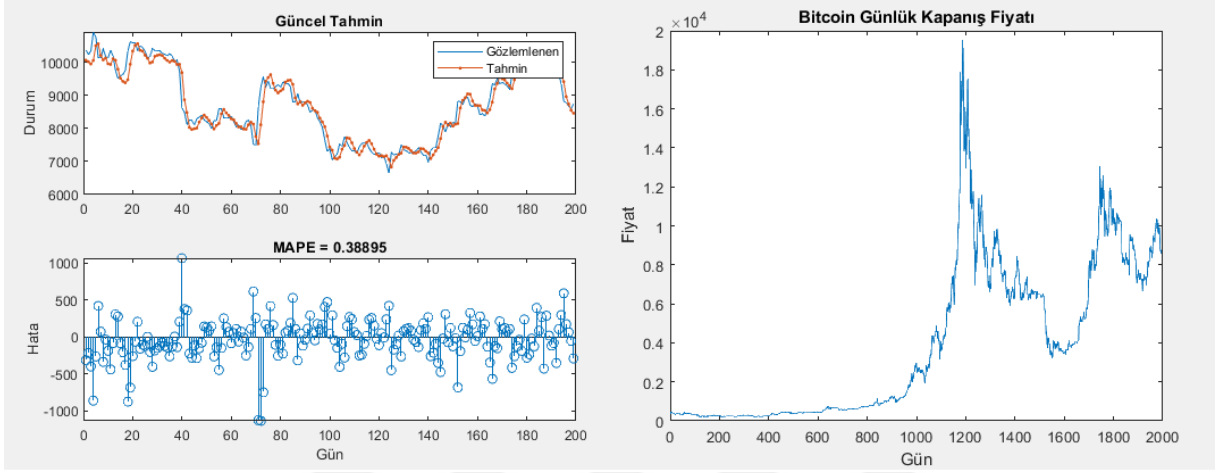 Güncel Tahmin
Gözlemlenen
Tahmin
Durum
10000
9000
8000
7000
6000
0 20 40 60 80 100 120 140 160 180 200
MAPE = 0.38895
Hata
1000
500
0
-500
-1000
0 20 40 60 80 100 120 140 160 180 200
Gün
Bitcoin Günlük Kapanış Fiyatı
×10⁴
Fiyat
2
1.8
1.6
1.4
1.2
1
0.8
0.6
0.4
0.2
0
0 200 400 600 800 1000 1200 1400 1600 1800 2000
Gün